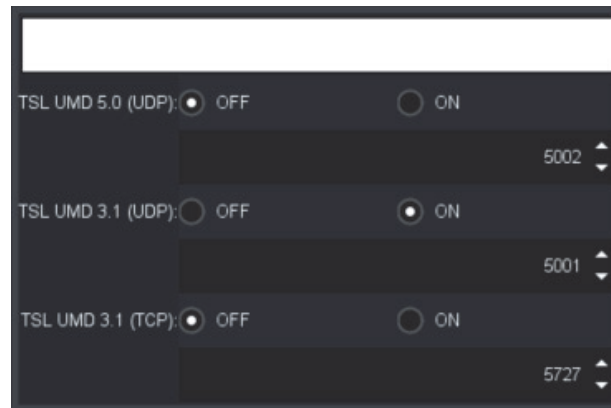 TSL UMD 5.0 (UDP): OFF ON
5002
TSL UMD 3.1 (UDP): OFF ON
5001
TSL UMD 3.1 (TCP): OFF ON
5727